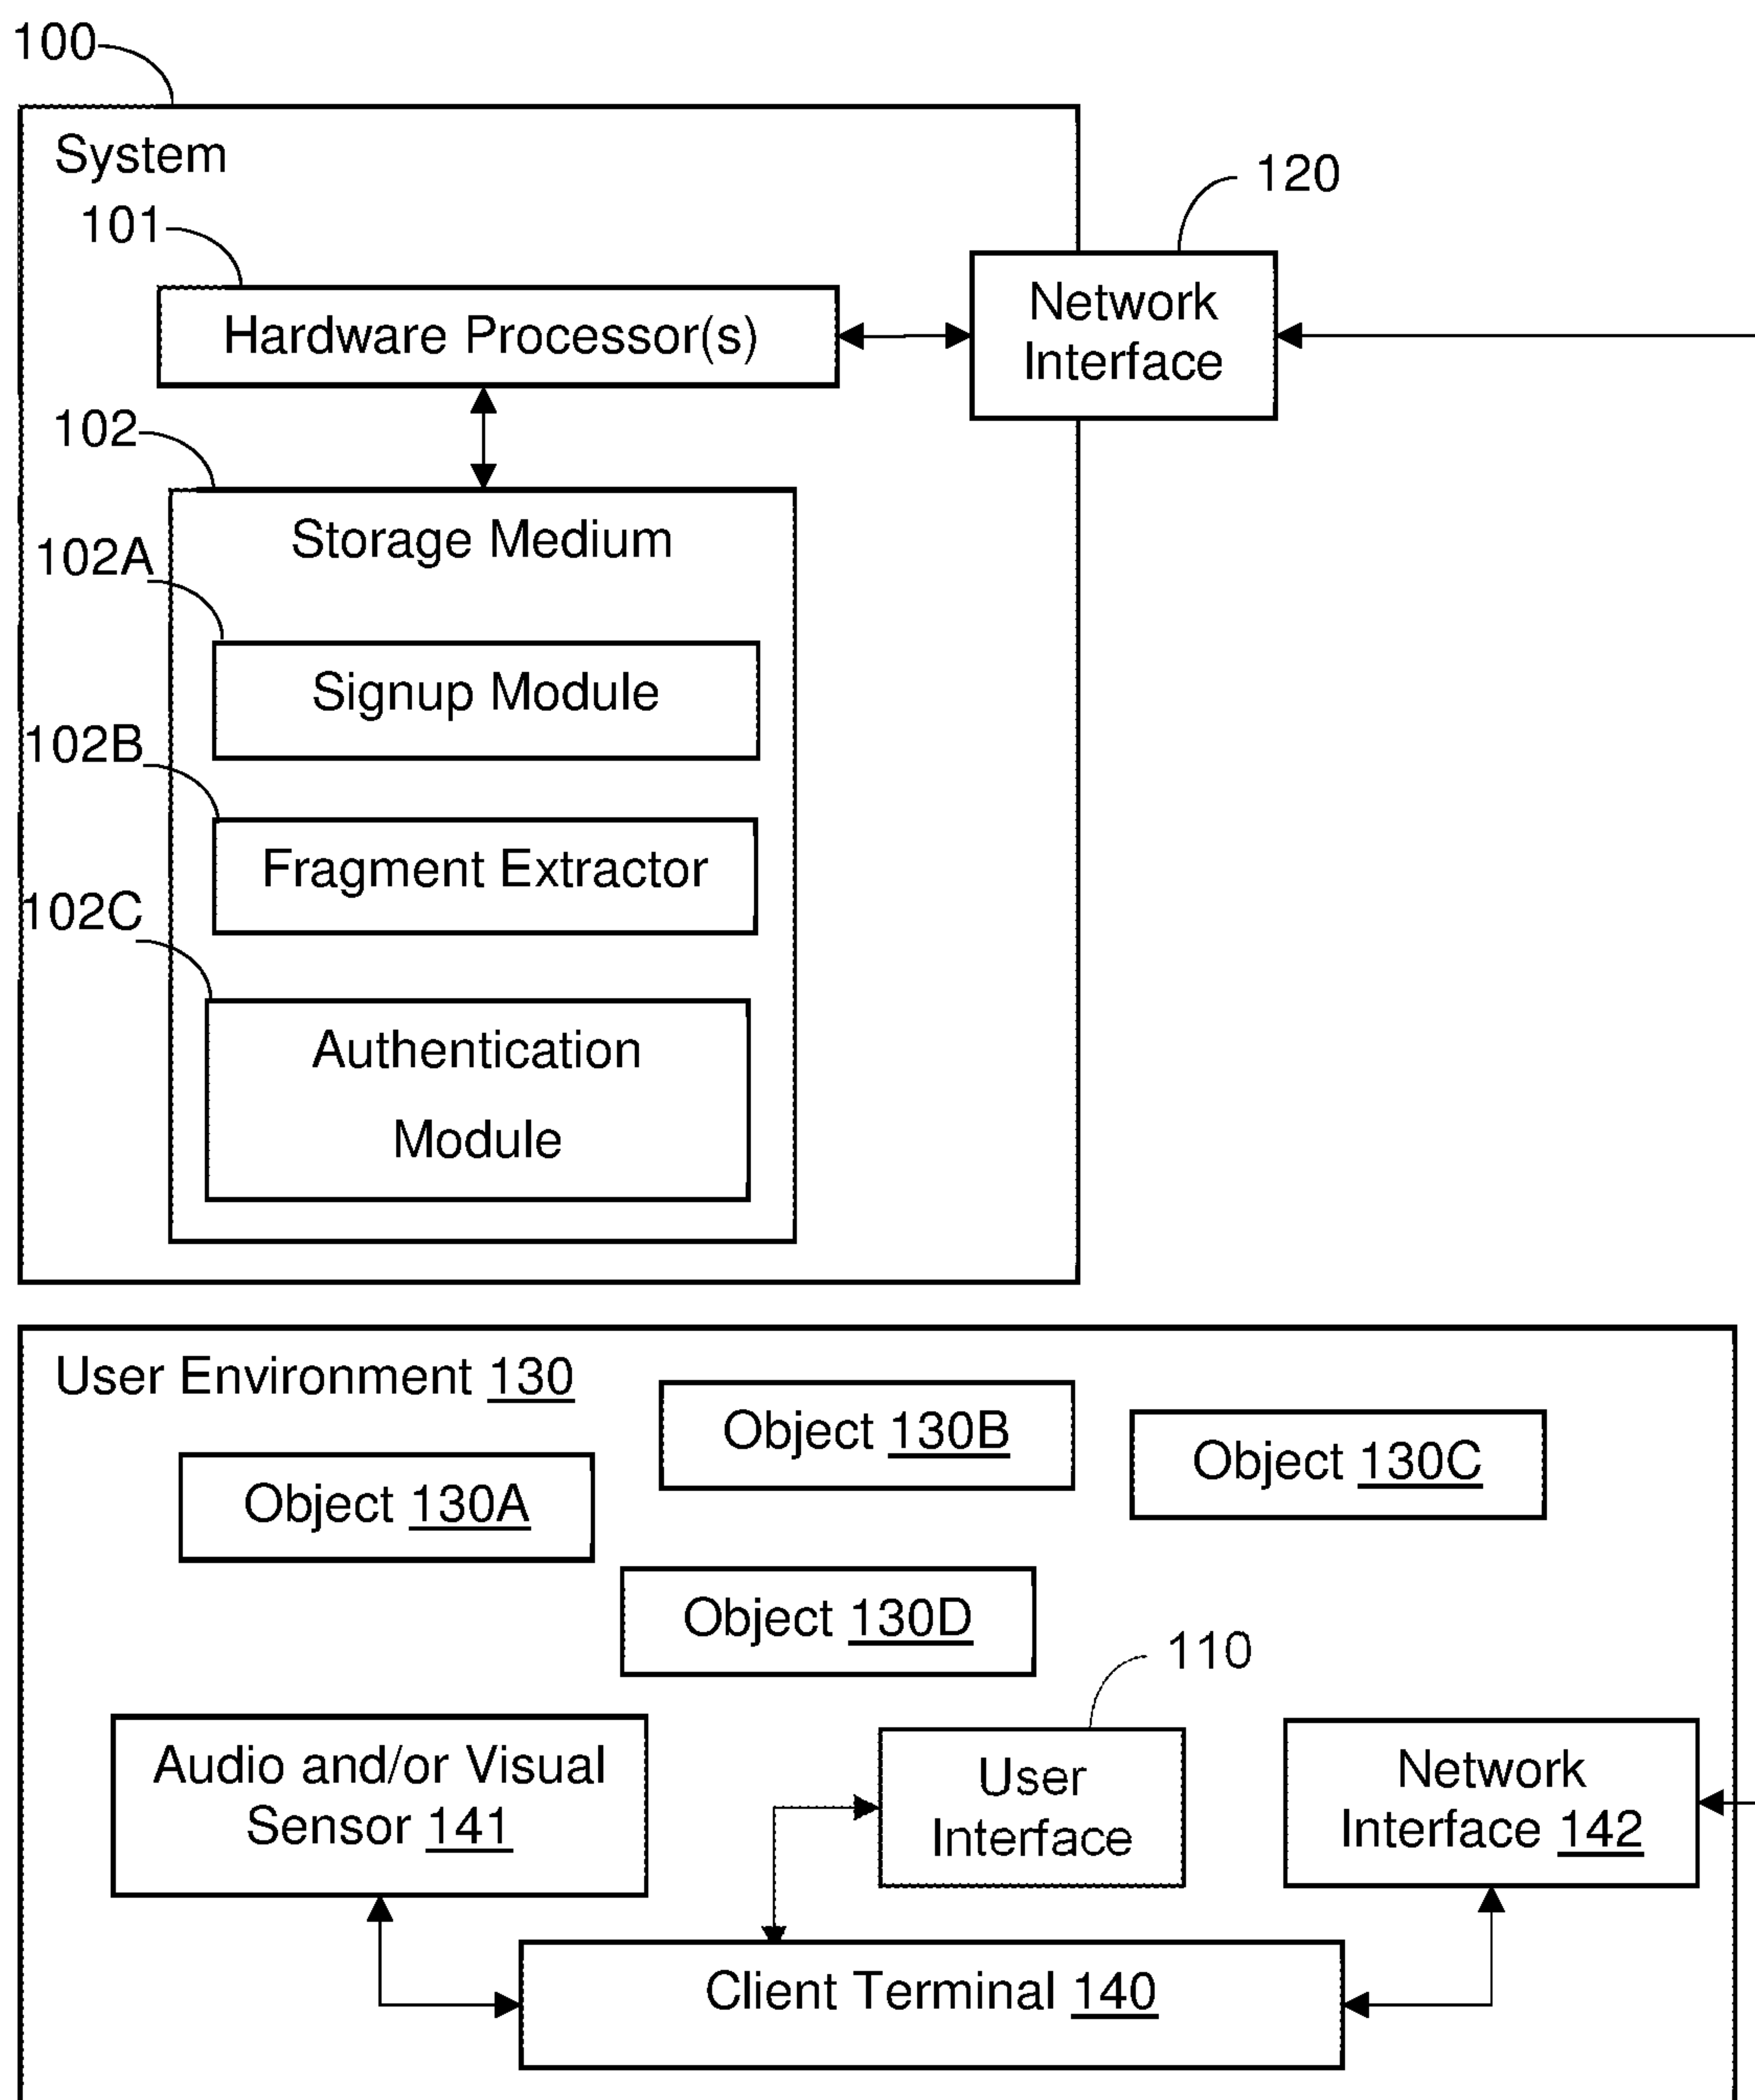 100
System
120
101
Network
Interface
Hardware Processor(s)
102
Storage Medium
102A
Signup Module
102B
Fragment Extractor
102C
Authentication
Module
User Environment 130
Object 130B
Object 130C
Object 130A
Object 130D
110
Audio and/or Visual
Sensor 141
User
Interface
Network
Interface 142
Client Terminal 140